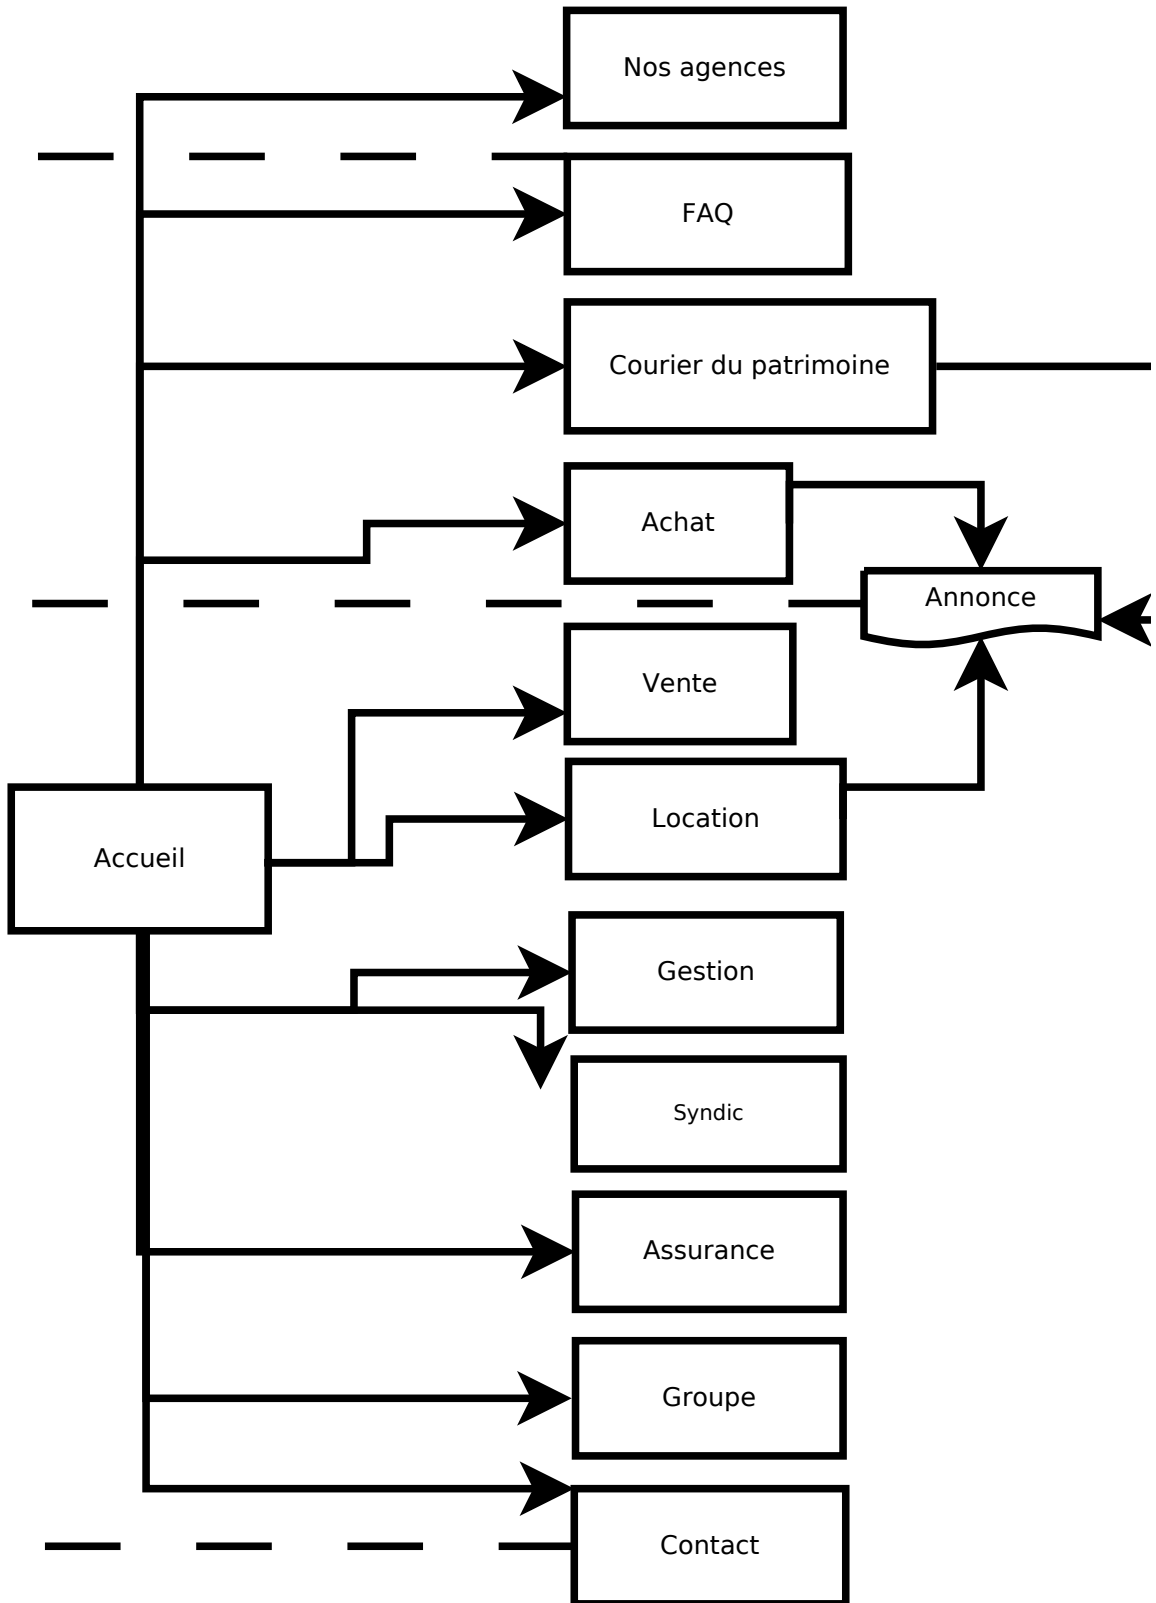 Nos agences
FAQ
Courier du patrimoine
Achat
Annonce
Vente
Location
Accueil
Gestion
Syndic
Assurance
Groupe
Contact